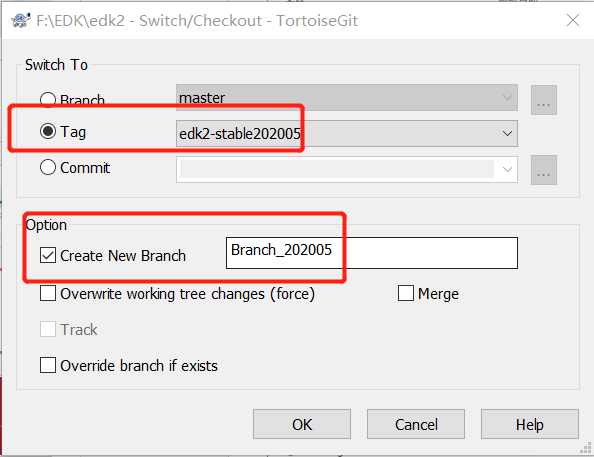 F:\EDK\edk2 - Switch/Checkout - TortoiseGit
Switch To
Branch master ...
Tag edk2-stable202005
Commit ...
Option
Create New Branch Branch_202005
Overwrite working tree changes (force) Merge
Track
Override branch if exists
OK Cancel Help